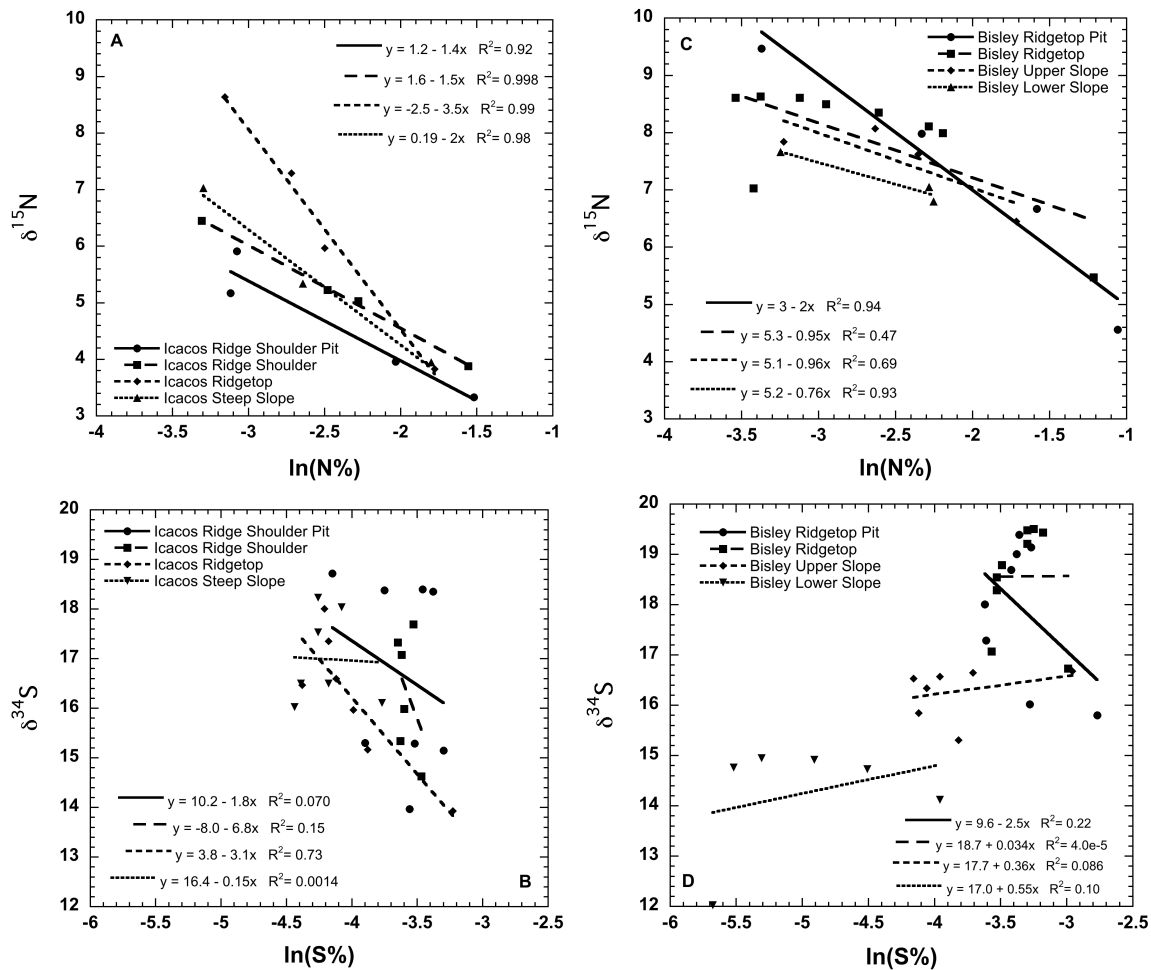 A
y = 1.2 - 1.4x R²= 0.92
y = 1.6 - 1.5x R²= 0.998
y = -2.5 - 3.5x R²= 0.99
y = 0.19 - 2x R²= 0.98
Icacos Ridge Shoulder Pit
Icacos Ridge Shoulder
Icacos Ridgetop
Icacos Steep Slope
10
9
8
7
6
5
4
3
δ¹⁵N
-4 -3.5 -3 -2.5 -2 -1.5 -1
ln(N%)
C
Bisley Ridgetop Pit
Bisley Ridgetop
Bisley Upper Slope
Bisley Lower Slope
y = 3 - 2x R²= 0.94
y = 5.3 - 0.95x R²= 0.47
y = 5.1 - 0.96x R²= 0.69
y = 5.2 - 0.76x R²= 0.93
10
9
8
7
6
5
4
3
δ¹⁵N
-4 -3.5 -3 -2.5 -2 -1.5 -1
ln(N%)
Icacos Ridge Shoulder Pit
Icacos Ridge Shoulder
Icacos Ridgetop
Icacos Steep Slope
y = 10.2 - 1.8x R²= 0.070
y = -8.0 - 6.8x R²= 0.15
y = 3.8 - 3.1x R²= 0.73
y = 16.4 - 0.15x R²= 0.0014
B
20
19
18
17
16
15
14
13
12
δ³⁴S
-6 -5.5 -5 -4.5 -4 -3.5 -3 -2.5
ln(S%)
Bisley Ridgetop Pit
Bisley Ridgetop
Bisley Upper Slope
Bisley Lower Slope
y = 9.6 - 2.5x R²= 0.22
y = 18.7 + 0.034x R²= 4.0e-5
y = 17.7 + 0.36x R²= 0.086
y = 17.0 + 0.55x R²= 0.10
D
20
19
18
17
16
15
14
13
12
δ³⁴S
-6 -5.5 -5 -4.5 -4 -3.5 -3 -2.5
ln(S%)